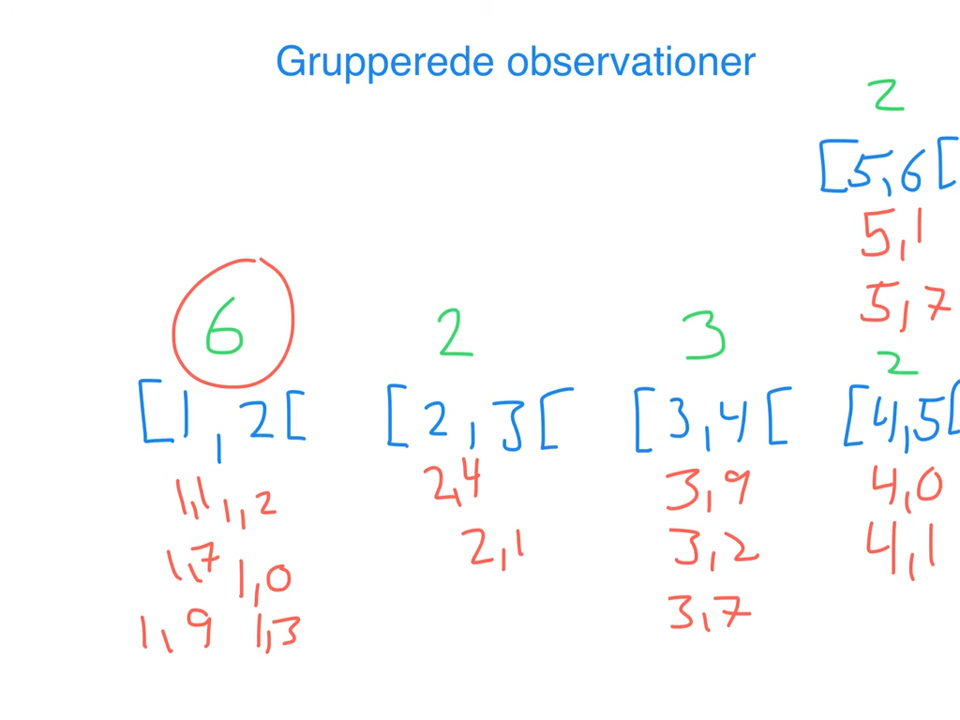 Grupperede observationer
2
[5,6[
5,1
5,7
6 2 3 2
[1,2[ [2,3[ [3,4[ [4,5[
1,1 1,2 2,4 3,9 4,0
1,7 1,0 2,1 3,2 4,1
1,9 1,3 3,7